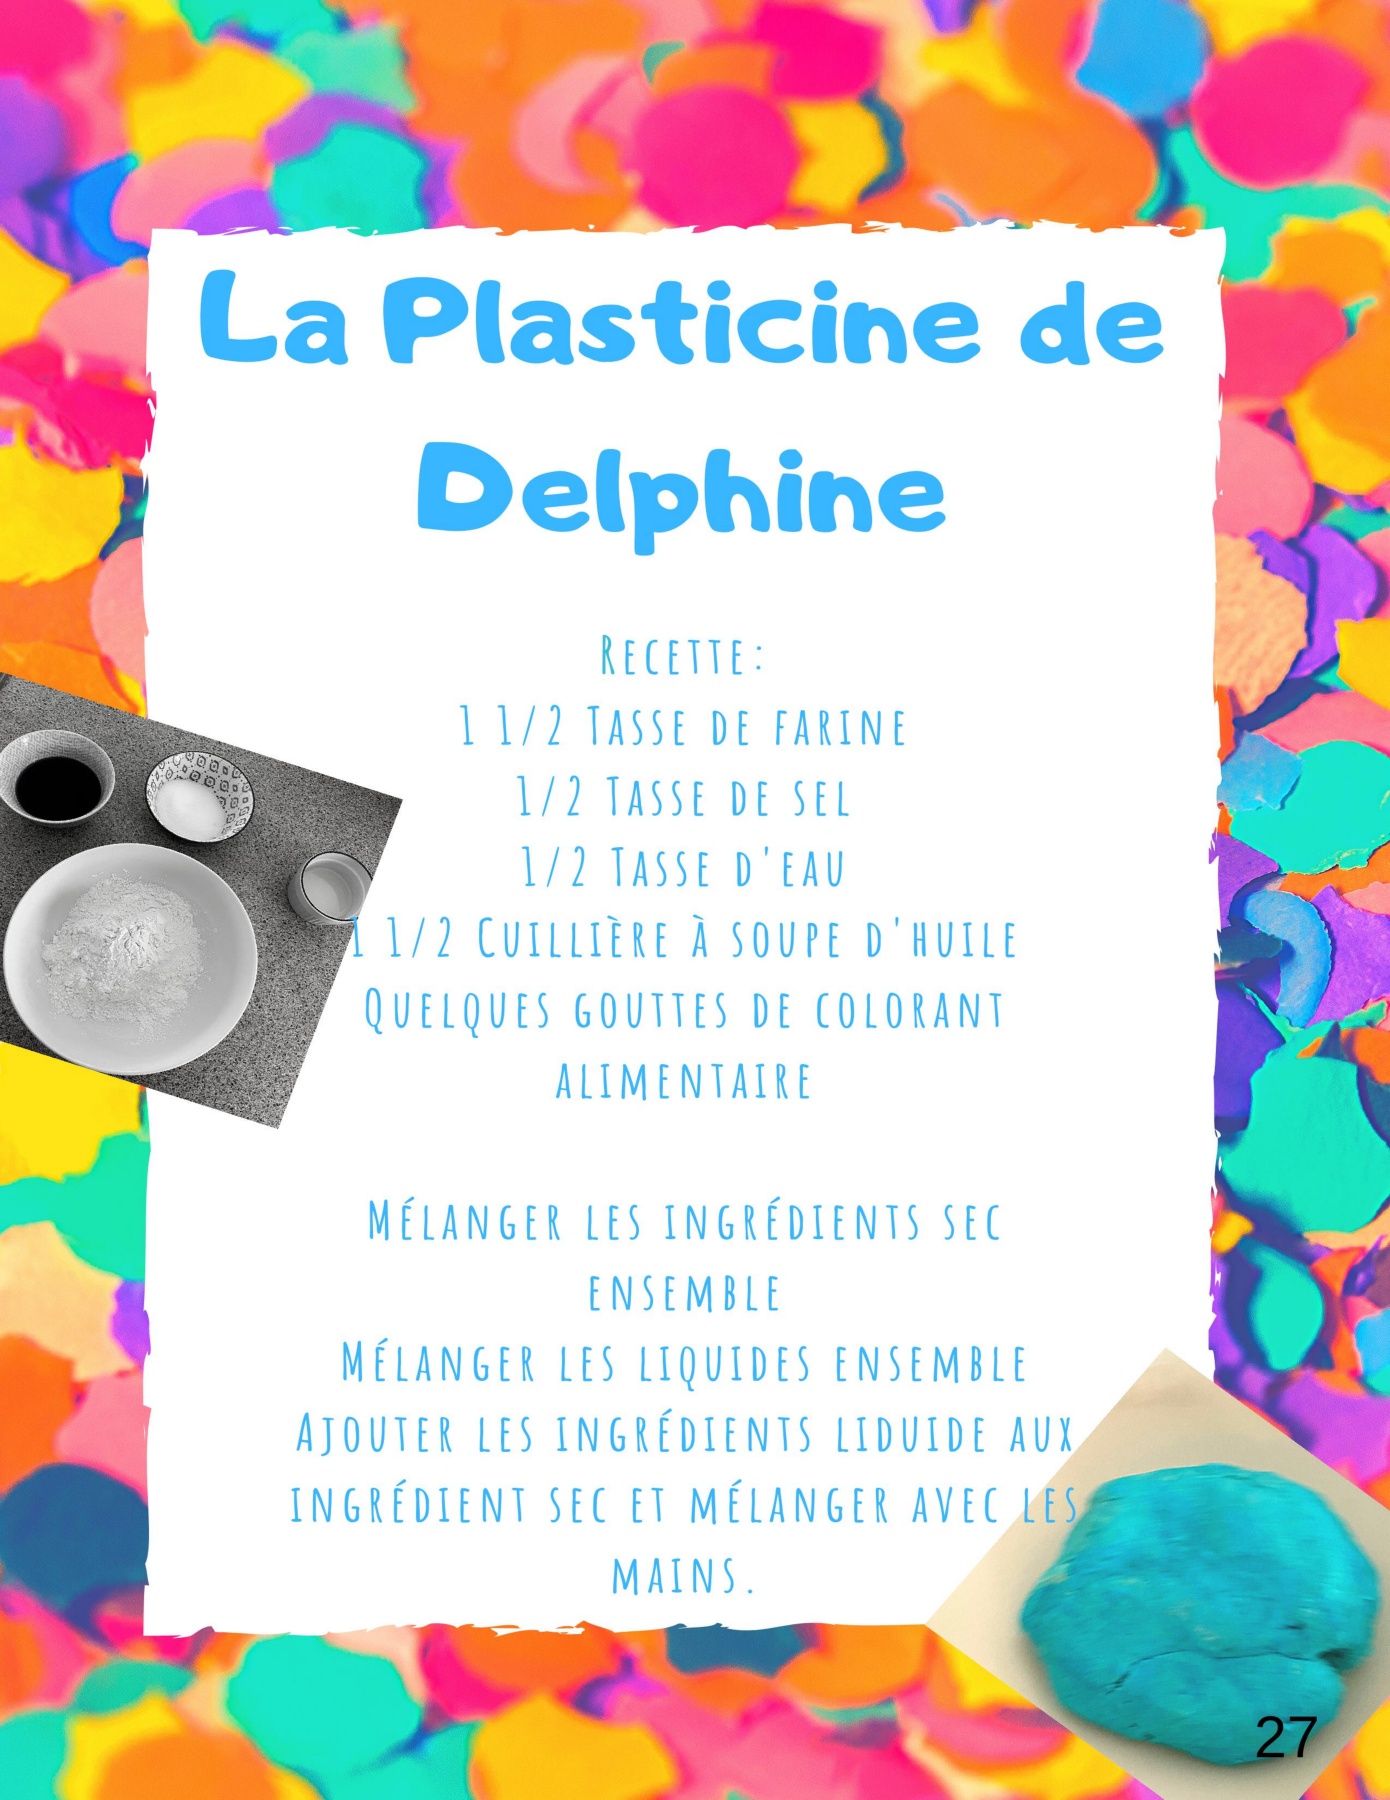 La Plasticine de
Delphine
Recette:
1 1/2 Tasse de farine
1/2 Tasse de sel
1/2 Tasse d'eau
1 1/2 Cuillière à soupe d'huile
Quelques gouttes de colorant
alimentaire
Mélanger les ingrédients sec
ensemble
Mélanger les liquides ensemble
Ajouter les ingrédients liduide aux
ingrédient sec et mélanger avec les
mains.
27